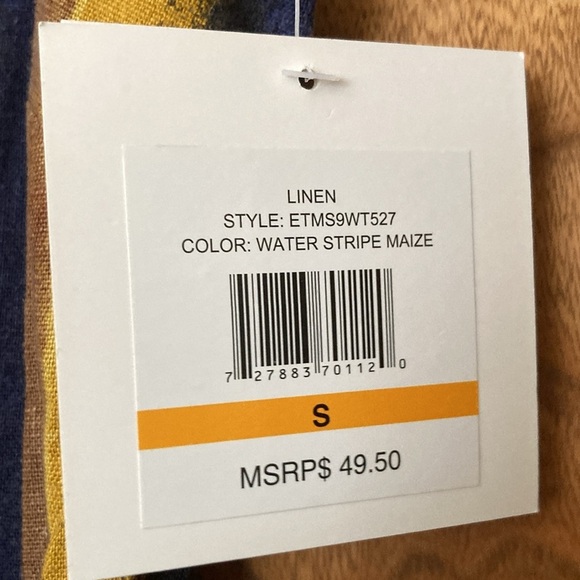 LINEN
STYLE: ETMS9WT527
COLOR: WATER STRIPE MAIZE
7 27883 70112 0
S
MSRP$ 49.50